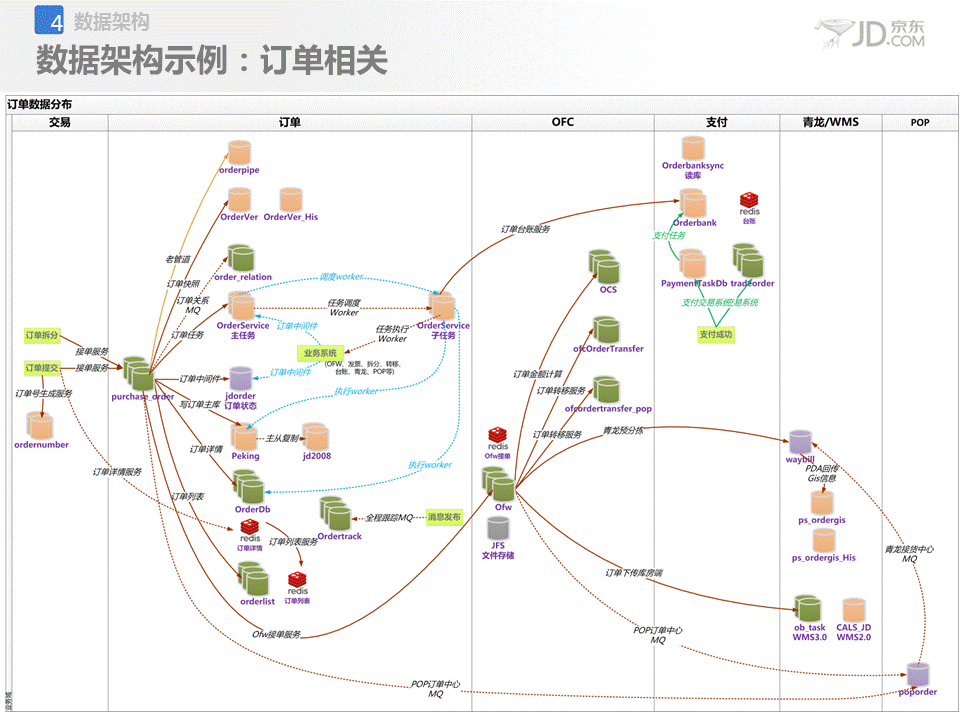 4 数据架构
JD 京东
.COM
数据架构示例：订单相关
订单数据分布
交易
订单
OFC
支付
青龙/WMS
POP
orderpipe
OrderVer
OrderVer_His
order_relation
OrderService
主任务
OrderService
子任务
老管道
订单快照
订单关系
MQ
订单任务
调度worker
任务调度
Worker
订单中间件
任务执行
Worker
业务系统
(OFW、发票、拆分、转移、
台账、青龙、POP等)
订单中间件
订单拆分
接单服务
订单提交
接单服务
订单号生成服务
ordernumber
purchase_order
订单中间件
jdorder
订单状态
写订单主库
执行worker
Peking
主从复制
jd2008
订单详情
订单详情服务
执行worker
OrderDb
订单列表
redis
订单详情
订单列表服务
Ordertrack
全程跟踪MQ
消息发布
orderlist
redis
订单列表
Ofw接单服务
POP订单中心
MQ
订单台账服务
OCS
ofcOrderTransfer
订单金额计算
订单转移服务
ofcordertransfer_pop
订单转移服务
青龙预分拣
redis
Ofw接单
Ofw
JFS
文件存储
订单下传库房端
POP订单中心
MQ
Orderbanksync
读库
Orderbank
redis
台账
支付任务
PaymentTaskDb
tradeorder
支付交易系统
交易系统
支付成功
waybill
PDA回传
Gis信息
ps_ordergis
ps_ordergis_His
青龙接货中心
MQ
ob_task
WMS3.0
CALS_JD
WMS2.0
poporder
业务域